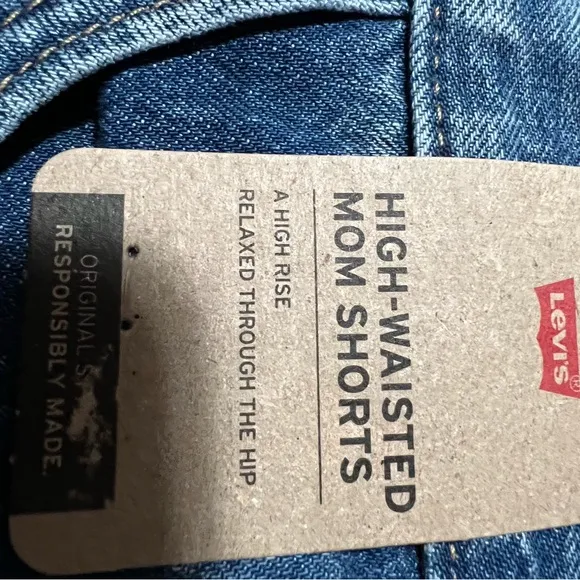 Levi's®
HIGH-WAISTED
MOM SHORTS
A HIGH RISE
RELAXED THROUGH THE HIP
ORIGINAL
RESPONSIBLY MADE.